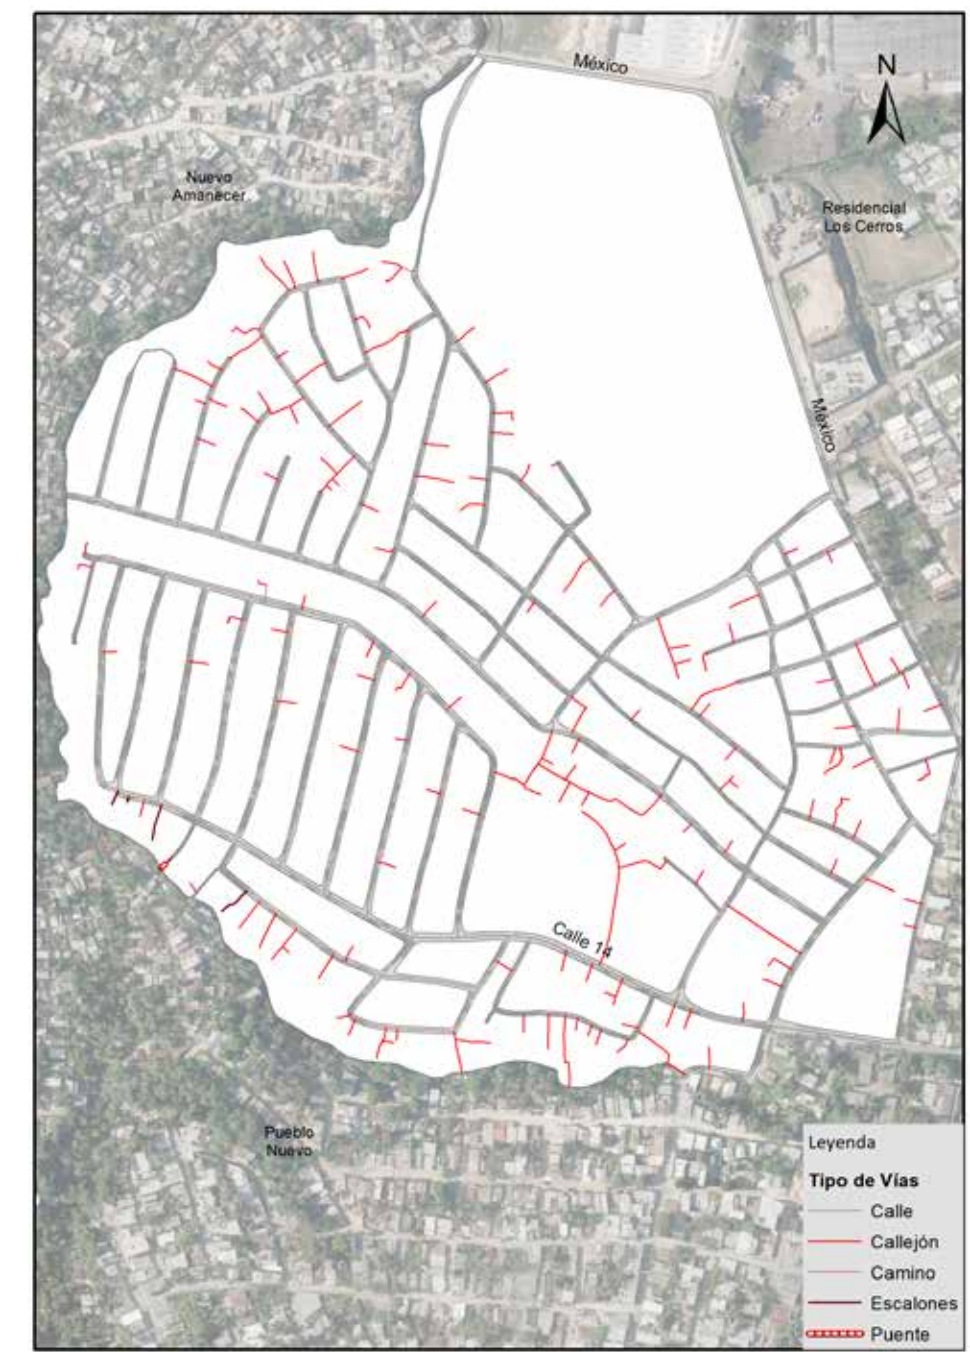 México
N
Nuevo
Amanecer
Residencial
Los Cerros
México
Calle 14
Pueblo
Nuevo
Leyenda
Tipo de Vías
Calle
Callejón
Camino
Escalones
Puente